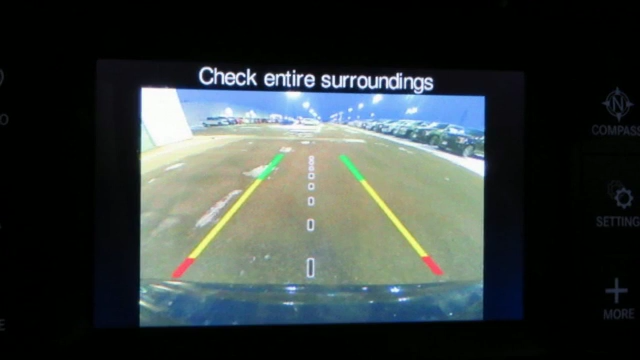 Check entire surroundings
N
COMPASS
SETTING
MORE